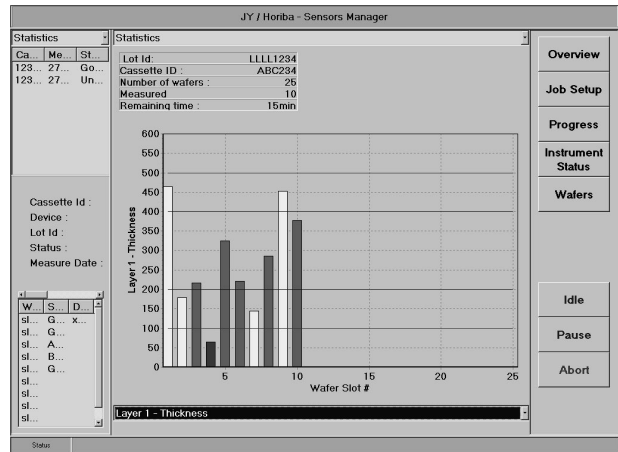 JY / Horiba - Sensors Manager
Statistics
Ca... Me... St...
123... 27... Go...
123... 27... Un...
Cassette Id :
Device :
Lot Id :
Status :
Measure Date :
W... S... D...
sl... G... x...
sl... G...
sl... A...
sl... B...
sl... G...
sl...
sl...
sl...
Statistics
Lot Id: LLLL1234
Cassette ID : ABC234
Number of wafers : 25
Measured 10
Remaining time : 15min
Layer 1 - Thickness
600
550
500
450
400
350
300
250
200
150
100
50
0
5 10 15 20 25
Wafer Slot #
Layer 1 - Thickness
Overview
Job Setup
Progress
Instrument
Status
Wafers
Idle
Pause
Abort
Status